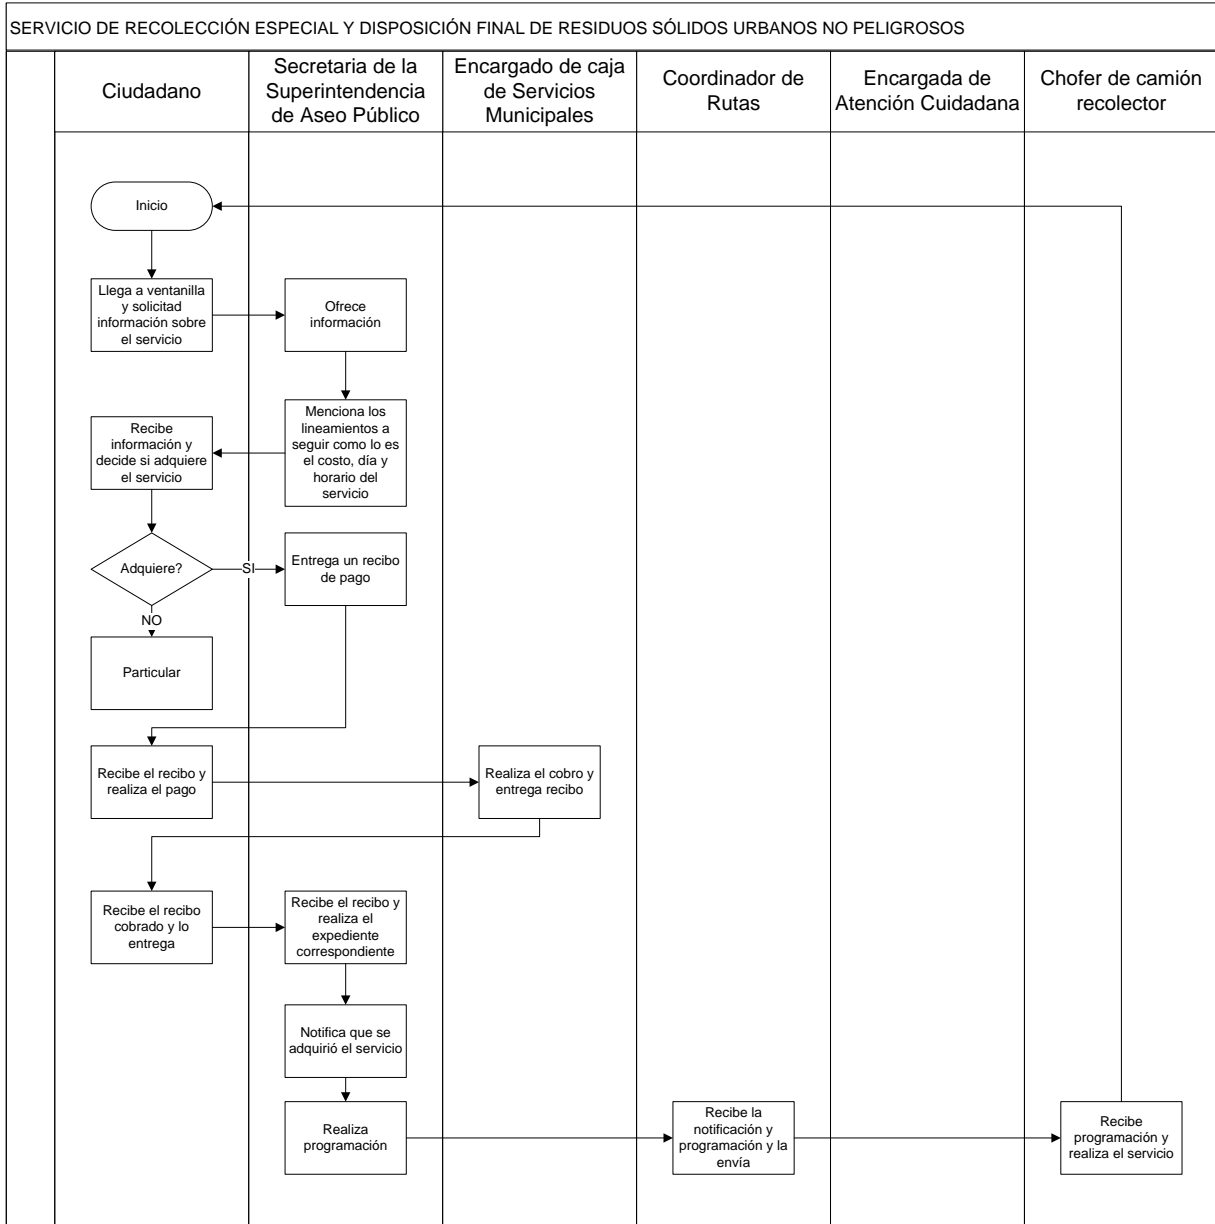 SERVICIO DE RECOLECCIÓN ESPECIAL Y DISPOSICIÓN FINAL DE RESIDUOS SÓLIDOS URBANOS NO PELIGROSOS
Ciudadano
Secretaria de la
Superintendencia
de Aseo Público
Encargado de caja
de Servicios
Municipales
Coordinador de
Rutas
Encargada de
Atención Cuidadana
Chofer de camión
recolector
Inicio
Llega a ventanilla
y solicitad
información sobre
el servicio
Ofrece
información
Menciona los
lineamientos a
seguir como lo es
el costo, día y
horario del
servicio
Recibe
información y
decide si adquiere
el servicio
Adquiere?
SI
Entrega un recibo
de pago
NO
Particular
Recibe el recibo y
realiza el pago
Realiza el cobro y
entrega recibo
Recibe el recibo
cobrado y lo
entrega
Recibe el recibo y
realiza el
expediente
correspondiente
Notifica que se
adquirió el servicio
Realiza
programación
Recibe la
notificación y
programación y la
envía
Recibe
programación y
realiza el servicio